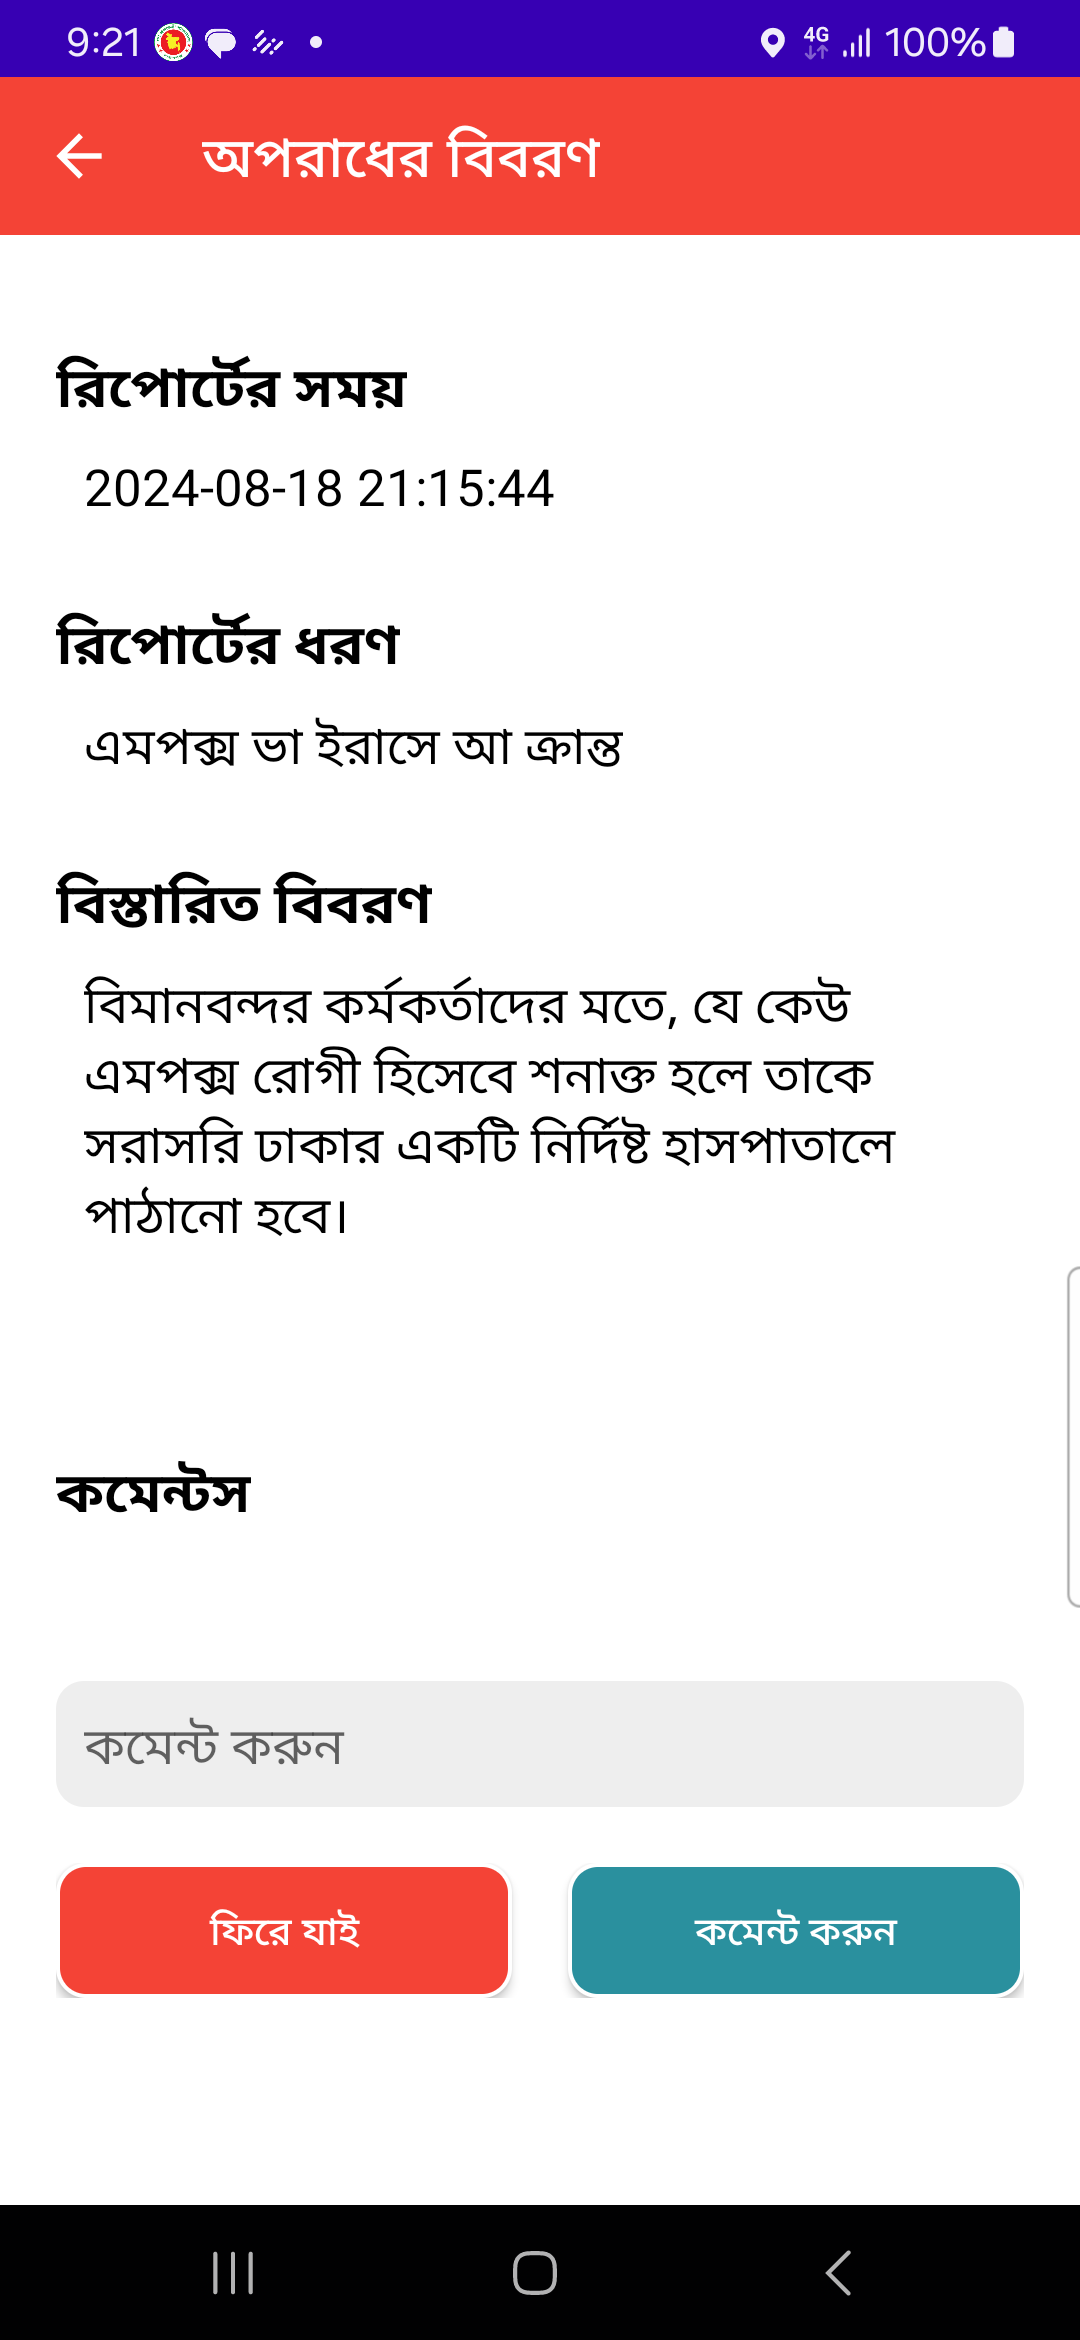 9:21
4G
100%
অপরাধের বিবরণ
রিপোর্টের সময়
2024-08-18 21:15:44
রিপোর্টের ধরণ
এমপক্স ভা ইরাসে আ ক্রান্ত
বিস্তারিত বিবরণ
বিমানবন্দর কর্মকর্তাদের মতে, যে কেউ
এমপক্স রোগী হিসেবে শনাক্ত হলে তাকে
সরাসরি ঢাকার একটি নির্দিষ্ট হাসপাতালে
পাঠানো হবে।
কমেন্টস
কমেন্ট করুন
ফিরে যাই
কমেন্ট করুন